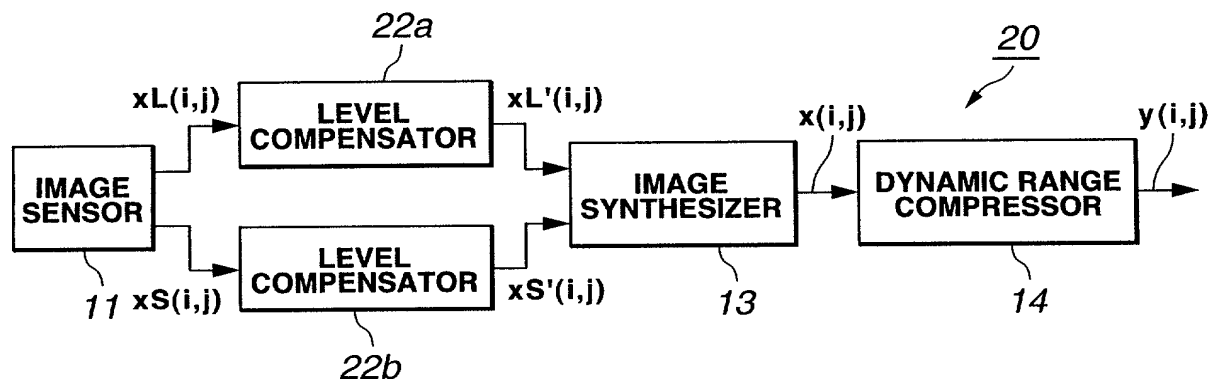 22a
20
xL(i,j)
LEVEL
COMPENSATOR
xL'(i,j)
x(i,j)
y(i,j)
IMAGE
SENSOR
IMAGE
SYNTHESIZER
DYNAMIC RANGE
COMPRESSOR
11
xS(i,j)
LEVEL
COMPENSATOR
xS'(i,j)
13
14
22b